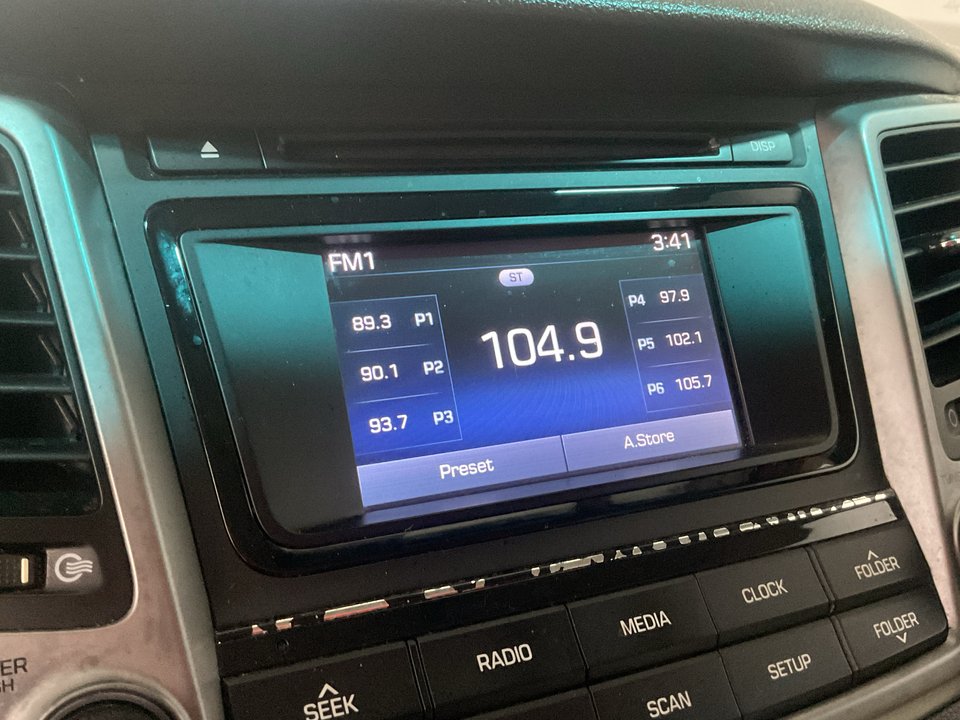 DISP
FM1
3:41
ST
89.3 P1
90.1 P2
93.7 P3
104.9
P4 97.9
P5 102.1
P6 105.7
Preset
A.Store
RADIO
MEDIA
CLOCK
FOLDER
SEEK
SCAN
SETUP
FOLDER